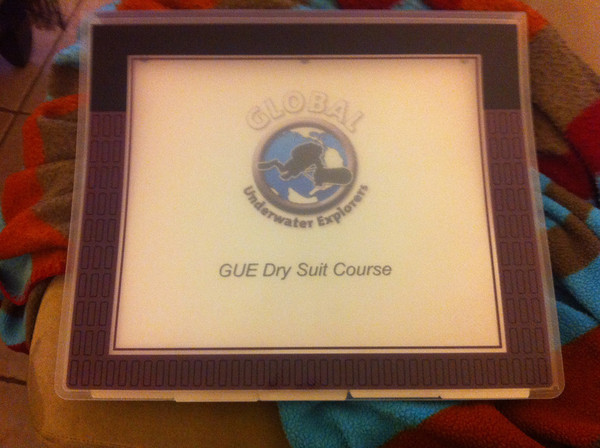 GLOBAL
Underwater Explorers
GUE Dry Suit Course